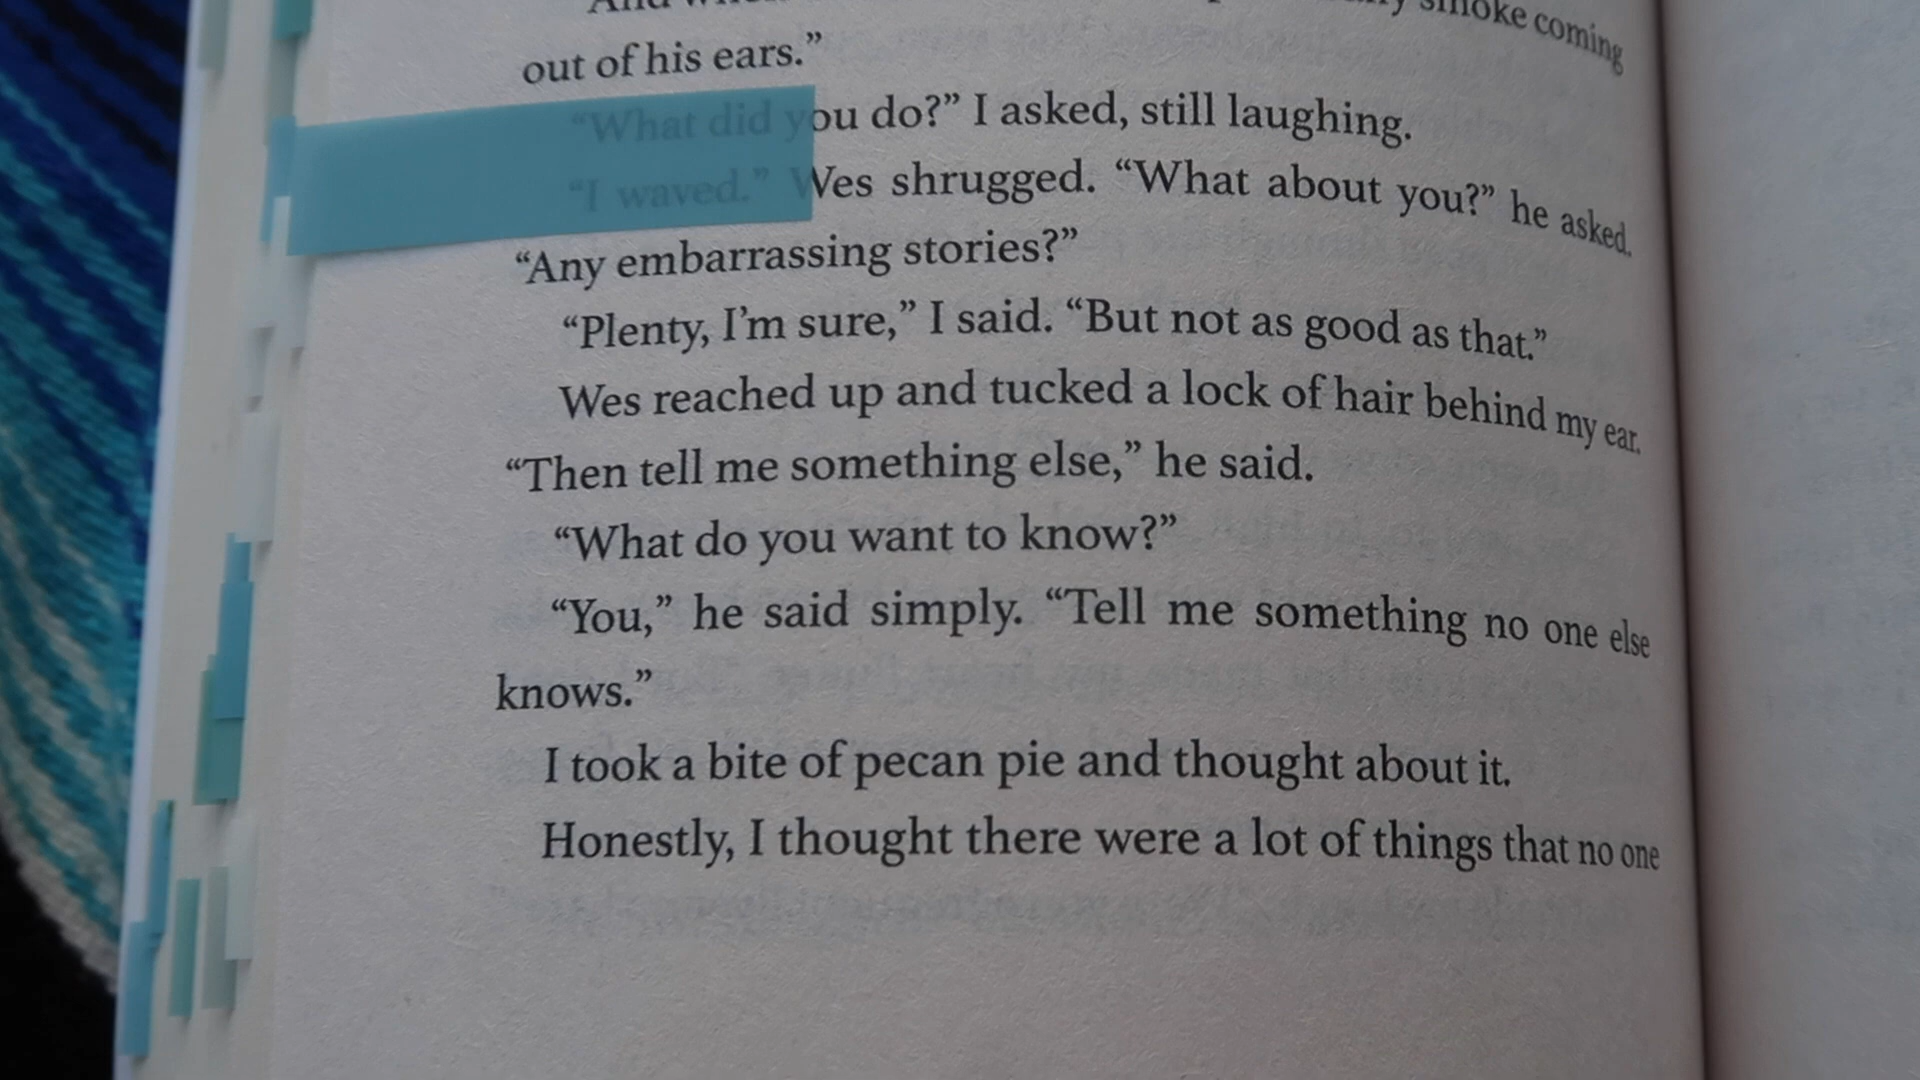 smoke coming
out of his ears.”
“What did you do?” I asked, still laughing.
“I waved.” Wes shrugged. “What about you?” he asked.
“Any embarrassing stories?”
“Plenty, I’m sure,” I said. “But not as good as that.”
Wes reached up and tucked a lock of hair behind my ear.
“Then tell me something else,” he said.
“What do you want to know?”
“You,” he said simply. “Tell me something no one else
knows.”
I took a bite of pecan pie and thought about it.
Honestly, I thought there were a lot of things that no one